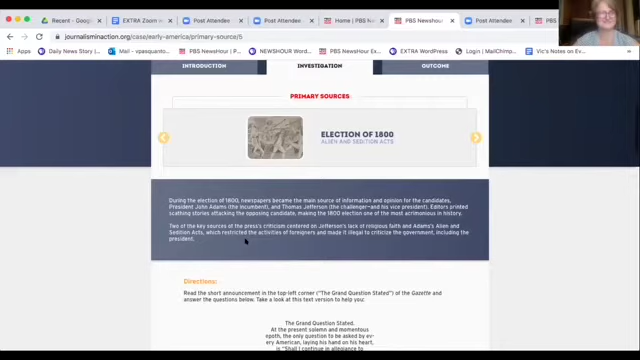 Recent - Goog
EXTRA Zoom m
Post Attendee
Post Attendee
Home | PBS N
PBS Newshour
Post Attendee
PBS
journalisminaction.org/case/early-america/primary-source/5
Apps
Daily News Story (
PBS NewsHour | P
NEWSHOUR Word
PBS NewsHour Ex
EXTRA WordPress
Login | MailChimp
Vic's Notes on Ev
INTRODUCTION
INVESTIGATION
OUTCOME
PRIMARY SOURCES
ELECTION OF 1800
ALIEN AND SEDITION ACTS
During the election of 1800, newspapers became the main source of information and opinion for the candidates,
President John Adams (the incumbent), and Thomas Jefferson (the challenger—and his vice president). Editors printed
scathing stories attacking the opposing candidate, making the 1800 election one of the most acrimonious in history.
Two of the key sources of the press's criticism centered on Jefferson's lack of religious faith and Adams's Alien and
Sedition Acts, which restricted the activities of foreigners and made it illegal to criticize the government, including the
president.
Directions:
Read the short announcement in the top-left corner ("The Grand Question Stated") of the Gazette and
answer the questions below. Take a look at this text version to help you:
The Grand Question Stated.
At the present solemn and momentous
epoth, the only question to be asked by ev-
ery American, laying his hand on his heart,
is "Shall I continue in allegiance to